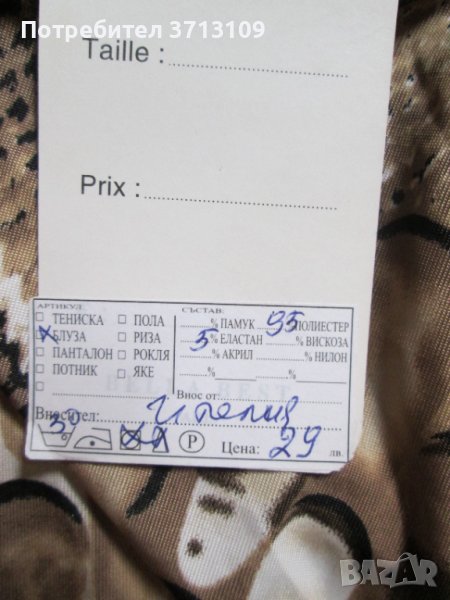 Потребител 3713109
Taille :
Prix :
АРТИКУЛ:
ТЕНИСКА ПОЛА
БЛУЗА РИЗА
ПАНТАЛОН РОКЛЯ
ПОТНИК ЯКЕ
СЪСТАВ:
% ПАМУК 95 ПОЛИЕСТЕР
5 % ЕЛАСТАН % ВИСКОЗА
% АКРИЛ % НИЛОН
% %
Внос от:
Вносител: Италия
30 P Цена: 29 лв.
BAZAR